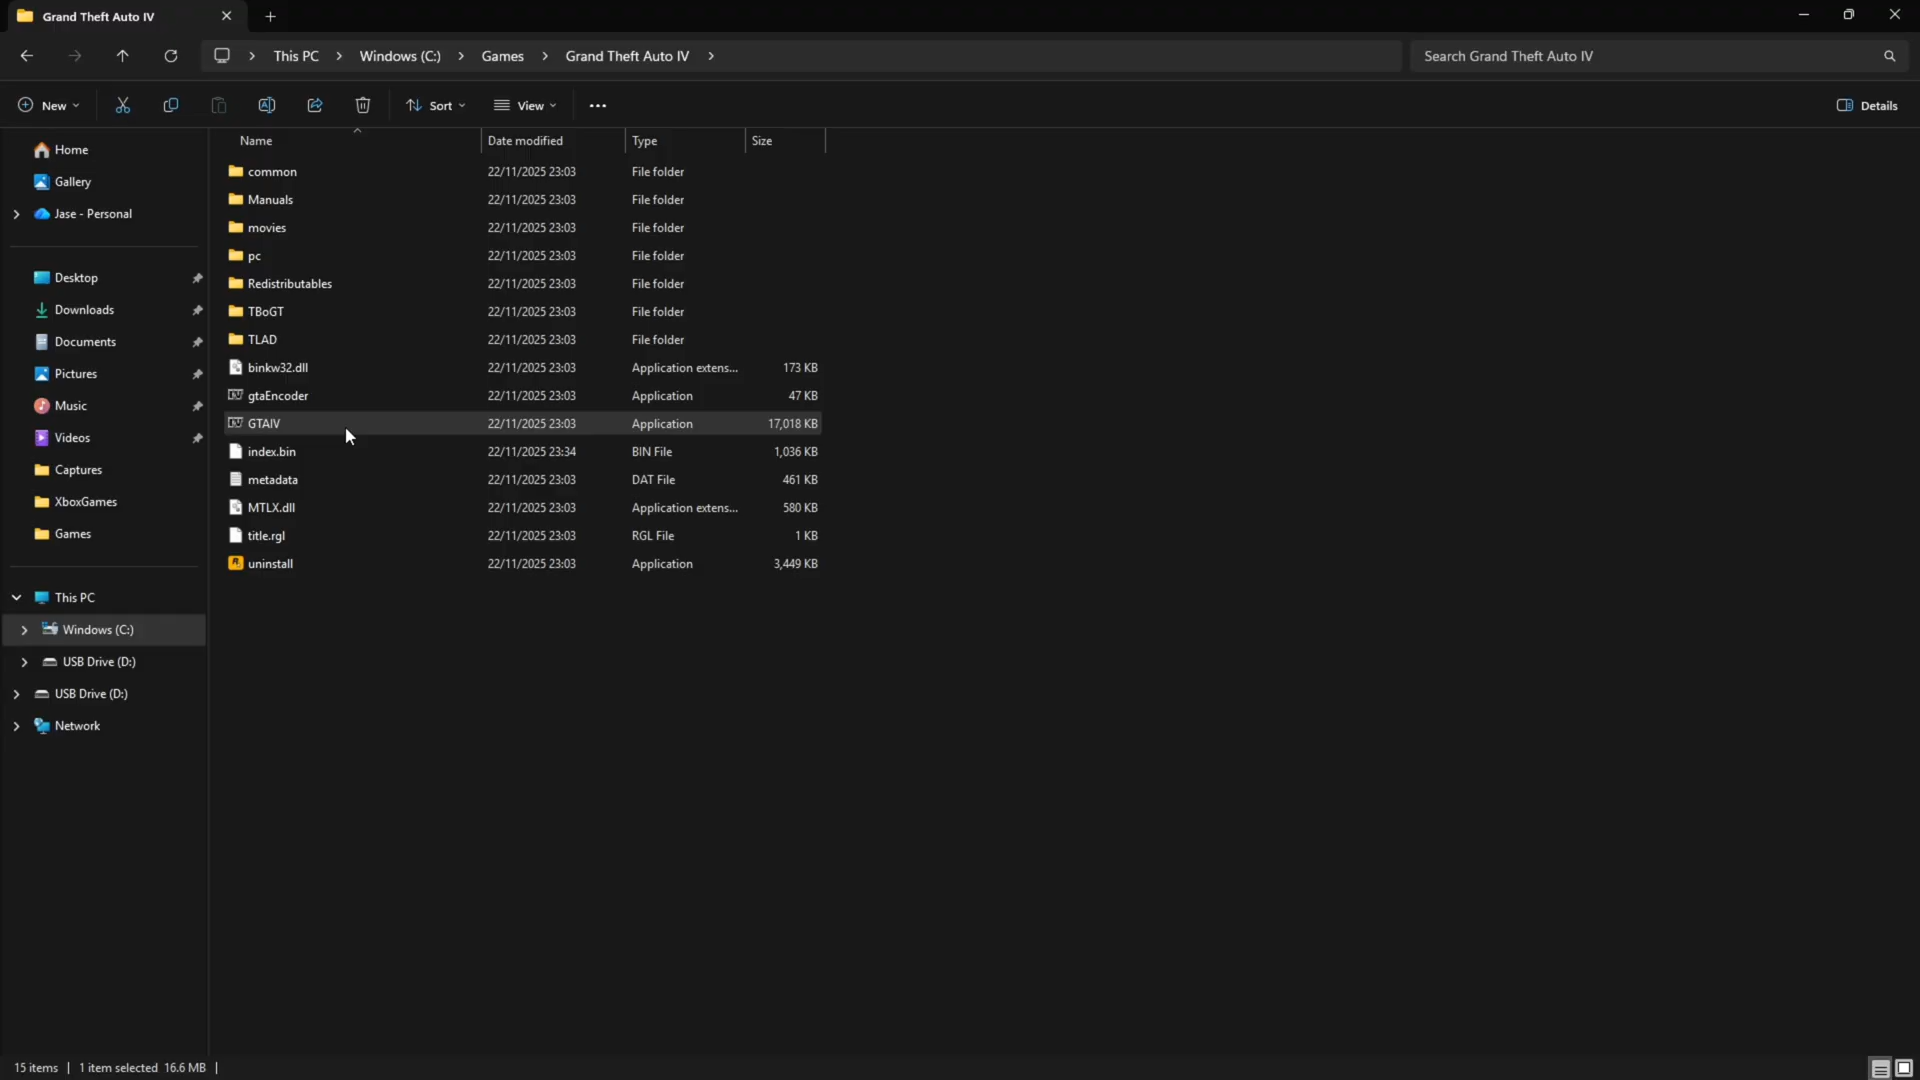 Grand Theft Auto IV
This PC > Windows (C:) > Games > Grand Theft Auto IV >
Search Grand Theft Auto IV
New
Sort
View
Details
Home
Gallery
Jase - Personal
Desktop
Downloads
Documents
Pictures
Music
Videos
Captures
XboxGames
Games
This PC
Windows (C:)
USB Drive (D:)
USB Drive (D:)
Network
Name Date modified Type Size
common 22/11/2025 23:03 File folder
Manuals 22/11/2025 23:03 File folder
movies 22/11/2025 23:03 File folder
pc 22/11/2025 23:03 File folder
Redistributables 22/11/2025 23:03 File folder
TBoGT 22/11/2025 23:03 File folder
TLAD 22/11/2025 23:03 File folder
binkw32.dll 22/11/2025 23:03 Application extens... 173 KB
gtaEncoder 22/11/2025 23:03 Application 47 KB
GTAIV 22/11/2025 23:03 Application 17,018 KB
index.bin 22/11/2025 23:34 BIN File 1,036 KB
metadata 22/11/2025 23:03 DAT File 461 KB
MTLX.dll 22/11/2025 23:03 Application extens... 580 KB
title.rgl 22/11/2025 23:03 RGL File 1 KB
uninstall 22/11/2025 23:03 Application 3,449 KB
15 items | 1 item selected 16.6 MB |